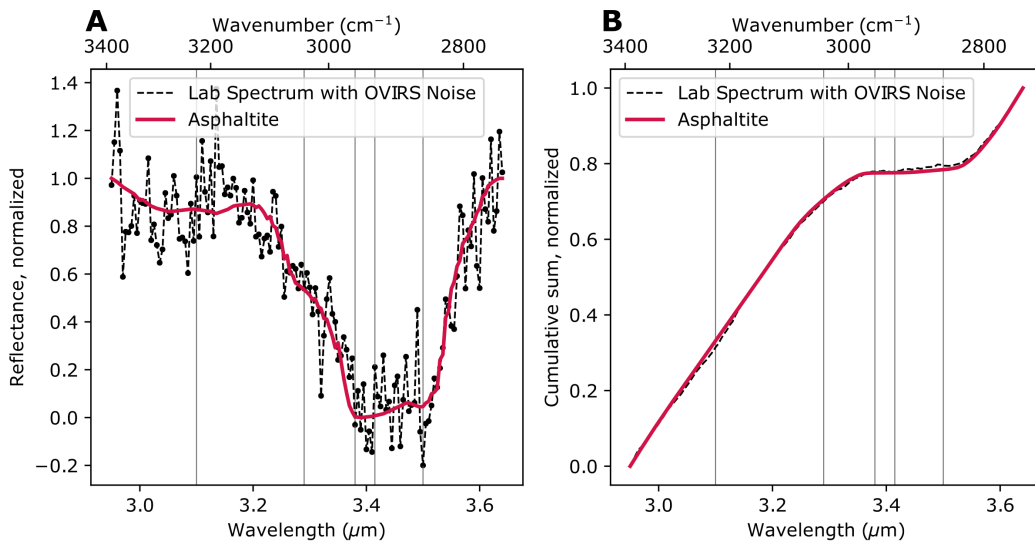 A
Wavenumber (cm⁻¹)
3400 3200 3000 2800
Lab Spectrum with OVIRS Noise
Asphaltite
Reflectance, normalized
1.4
1.2
1.0
0.8
0.6
0.4
0.2
0.0
−0.2
3.0 3.2 3.4 3.6
Wavelength (μm)
B
Wavenumber (cm⁻¹)
3400 3200 3000 2800
Lab Spectrum with OVIRS Noise
Asphaltite
Cumulative sum, normalized
1.0
0.8
0.6
0.4
0.2
0.0
3.0 3.2 3.4 3.6
Wavelength (μm)